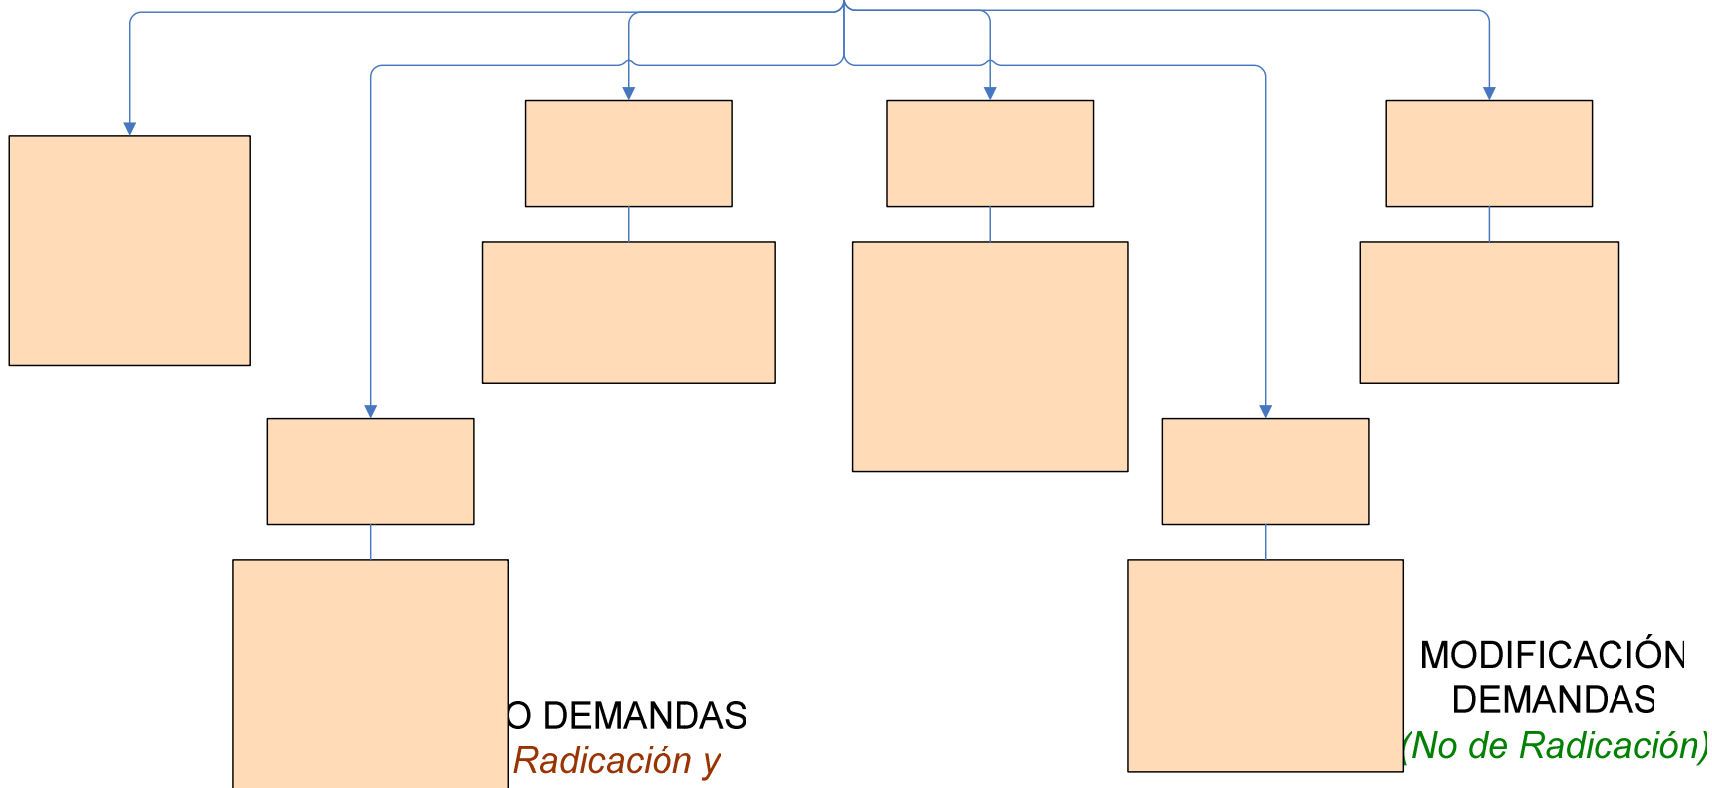 O DEMANDAS
Radicación y
MODIFICACIÓN
DEMANDAS
(No de Radicación)